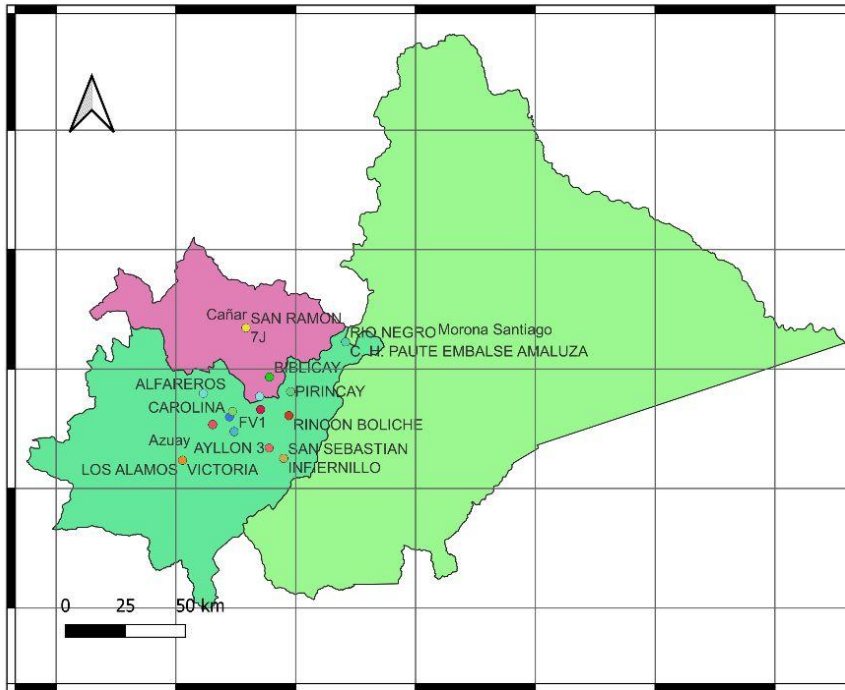 Cañar SAN RAMON
7J
/RIO NEGRO Morona Santiago
C. H. PAUTE EMBALSE AMALUZA
BIBLICAY
ALFAREROS
PIRINCAY
CAROLINA
FV1
RINCON BOLICHE
Azuay
AYLLON 3
SAN SEBASTIAN
LOS ALAMOS VICTORIA
INFIERNILLO
0 25 50 km